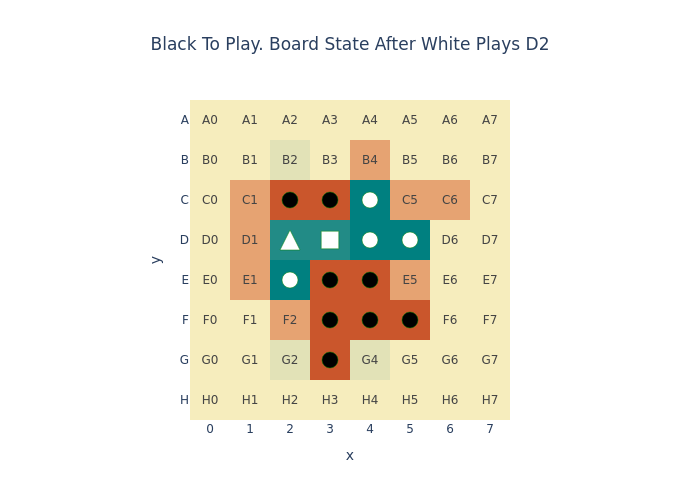 Black To Play. Board State After White Plays D2
A A0 A1 A2 A3 A4 A5 A6 A7
B B0 B1 B2 B3 B4 B5 B6 B7
C C0 C1 C5 C6 C7
D D0 D1 D6 D7
E E0 E1 E5 E6 E7
F F0 F1 F2 F6 F7
G G0 G1 G2 G4 G5 G6 G7
H H0 H1 H2 H3 H4 H5 H6 H7
0 1 2 3 4 5 6 7
x
y